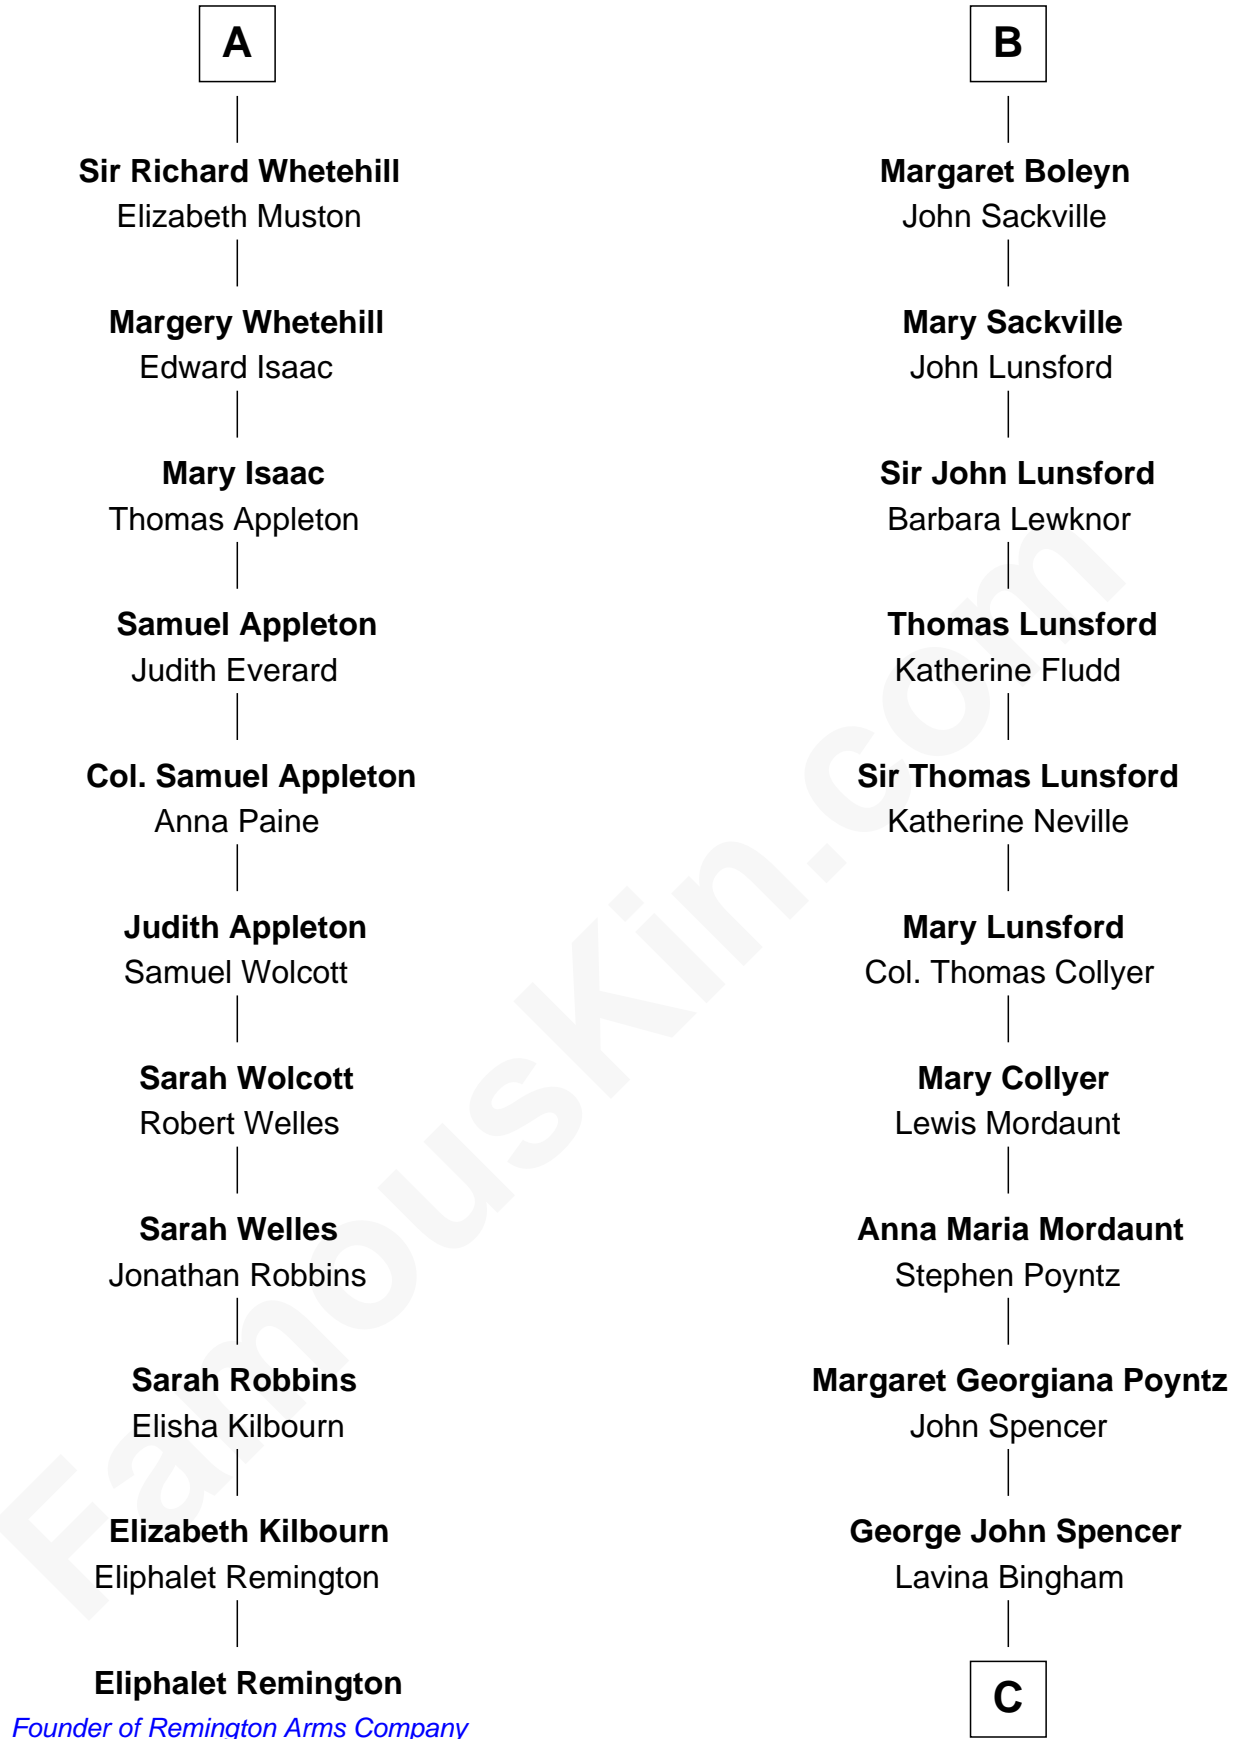 A
Sir Richard Whetehill
Elizabeth Muston
Margery Whetehill
Edward Isaac
Mary Isaac
Thomas Appleton
Samuel Appleton
Judith Everard
Col. Samuel Appleton
Anna Paine
Judith Appleton
Samuel Wolcott
Sarah Wolcott
Robert Welles
Sarah Welles
Jonathan Robbins
Sarah Robbins
Elisha Kilbourn
Elizabeth Kilbourn
Eliphalet Remington
Eliphalet Remington
Founder of Remington Arms Company
B
Margaret Boleyn
John Sackville
Mary Sackville
John Lunsford
Sir John Lunsford
Barbara Lewknor
Thomas Lunsford
Katherine Fludd
Sir Thomas Lunsford
Katherine Neville
Mary Lunsford
Col. Thomas Collyer
Mary Collyer
Lewis Mordaunt
Anna Maria Mordaunt
Stephen Poyntz
Margaret Georgiana Poyntz
John Spencer
George John Spencer
Lavina Bingham
C
FamousKin.com